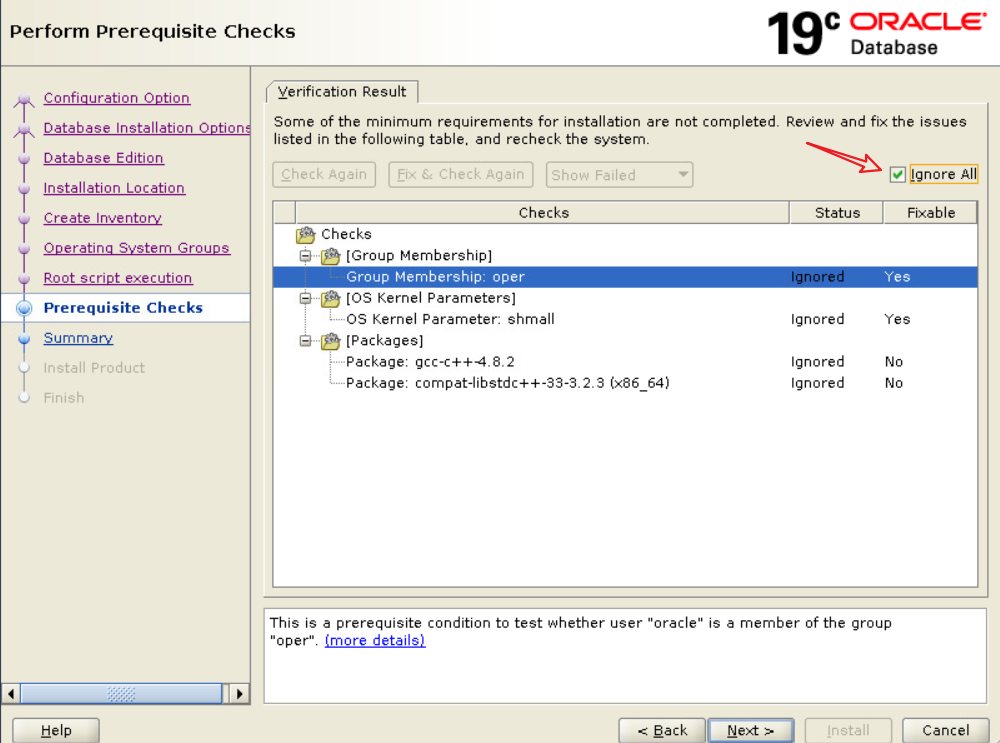 Perform Prerequisite Checks
19c ORACLE
Database
Configuration Option
Database Installation Options
Database Edition
Installation Location
Create Inventory
Operating System Groups
Root script execution
Prerequisite Checks
Summary
Install Product
Finish
Verification Result
Some of the minimum requirements for installation are not completed. Review and fix the issues
listed in the following table, and recheck the system.
Check Again Fix & Check Again Show Failed Ignore All
Checks Status Fixable
Checks
[Group Membership]
Group Membership: oper Ignored Yes
[OS Kernel Parameters]
OS Kernel Parameter: shmall Ignored Yes
[Packages]
Package: gcc-c++-4.8.2 Ignored No
Package: compat-libstdc++-33-3.2.3 (x86_64) Ignored No
This is a prerequisite condition to test whether user "oracle" is a member of the group
"oper". (more details)
Help < Back Next > Install Cancel